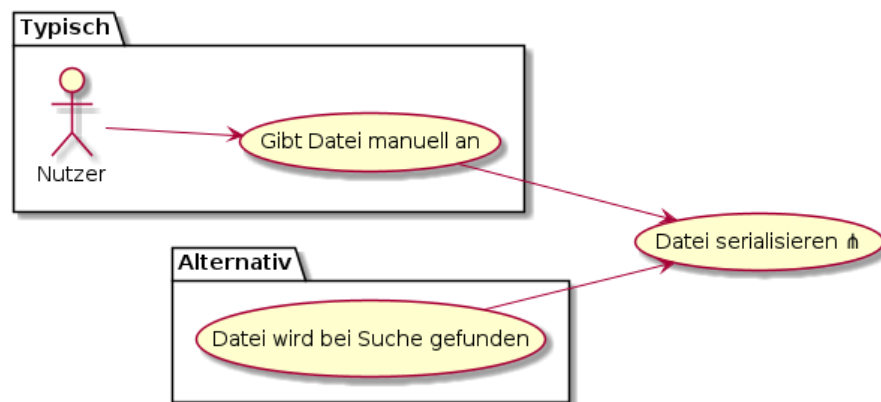 Typisch
Nutzer
Gibt Datei manuell an
Datei serialisieren ⋔
Alternativ
Datei wird bei Suche gefunden